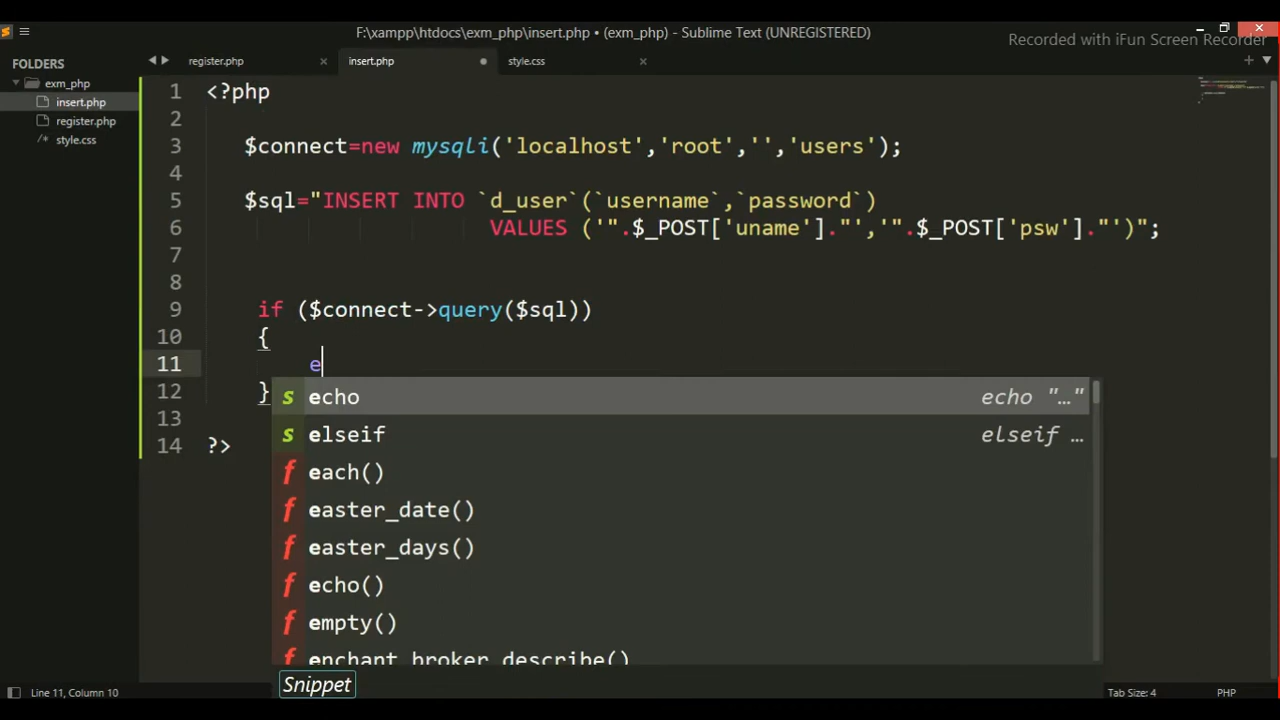 F:\xampp\htdocs\exm_php\insert.php • (exm_php) - Sublime Text (UNREGISTERED)
Recorded with iFun Screen Recorder
FOLDERS
exm_php
insert.php
register.php
/* style.css
register.php ×
insert.php
style.css ×
1 <?php
2
3 $connect=new mysqli('localhost','root','','users');
4
5 $sql="INSERT INTO `d_user`(`username`,`password`)
6 VALUES ('".$_POST['uname']."','".$_POST['psw']."')";
7
8
9 if ($connect->query($sql))
10 {
11 e
12 }
13
14 ?>
s echo echo "…"
s elseif elseif …
f each()
f easter_date()
f easter_days()
f echo()
f empty()
f enchant_broker_describe()
Snippet
Line 11, Column 10
Tab Size: 4
PHP